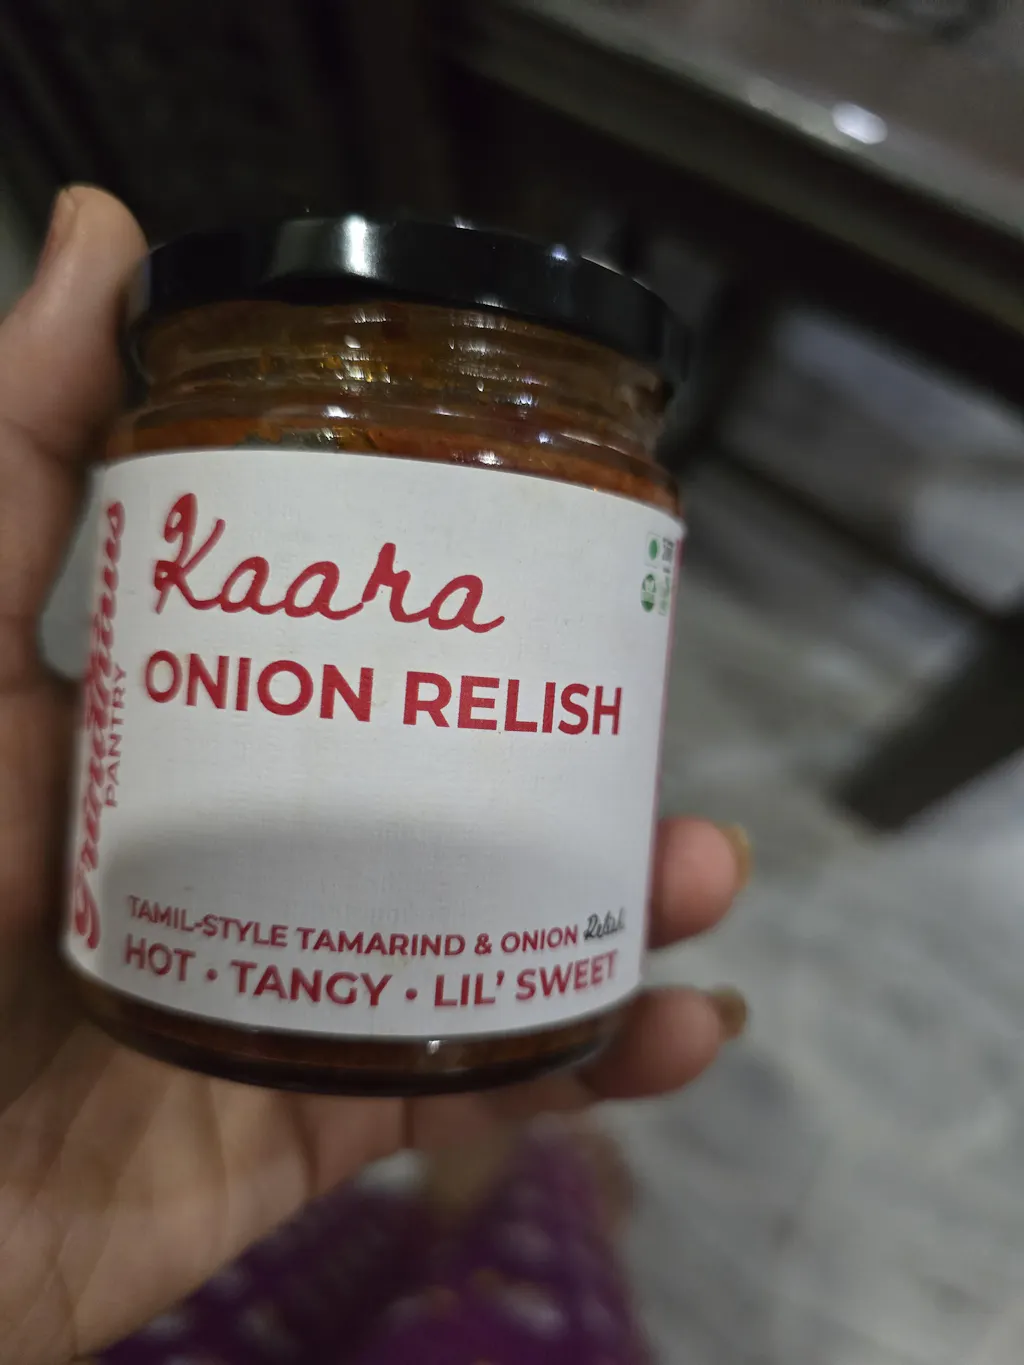 Kaara
ONION RELISH
TAMIL-STYLE TAMARIND & ONION Relish
HOT • TANGY • LIL' SWEET
PANTRY